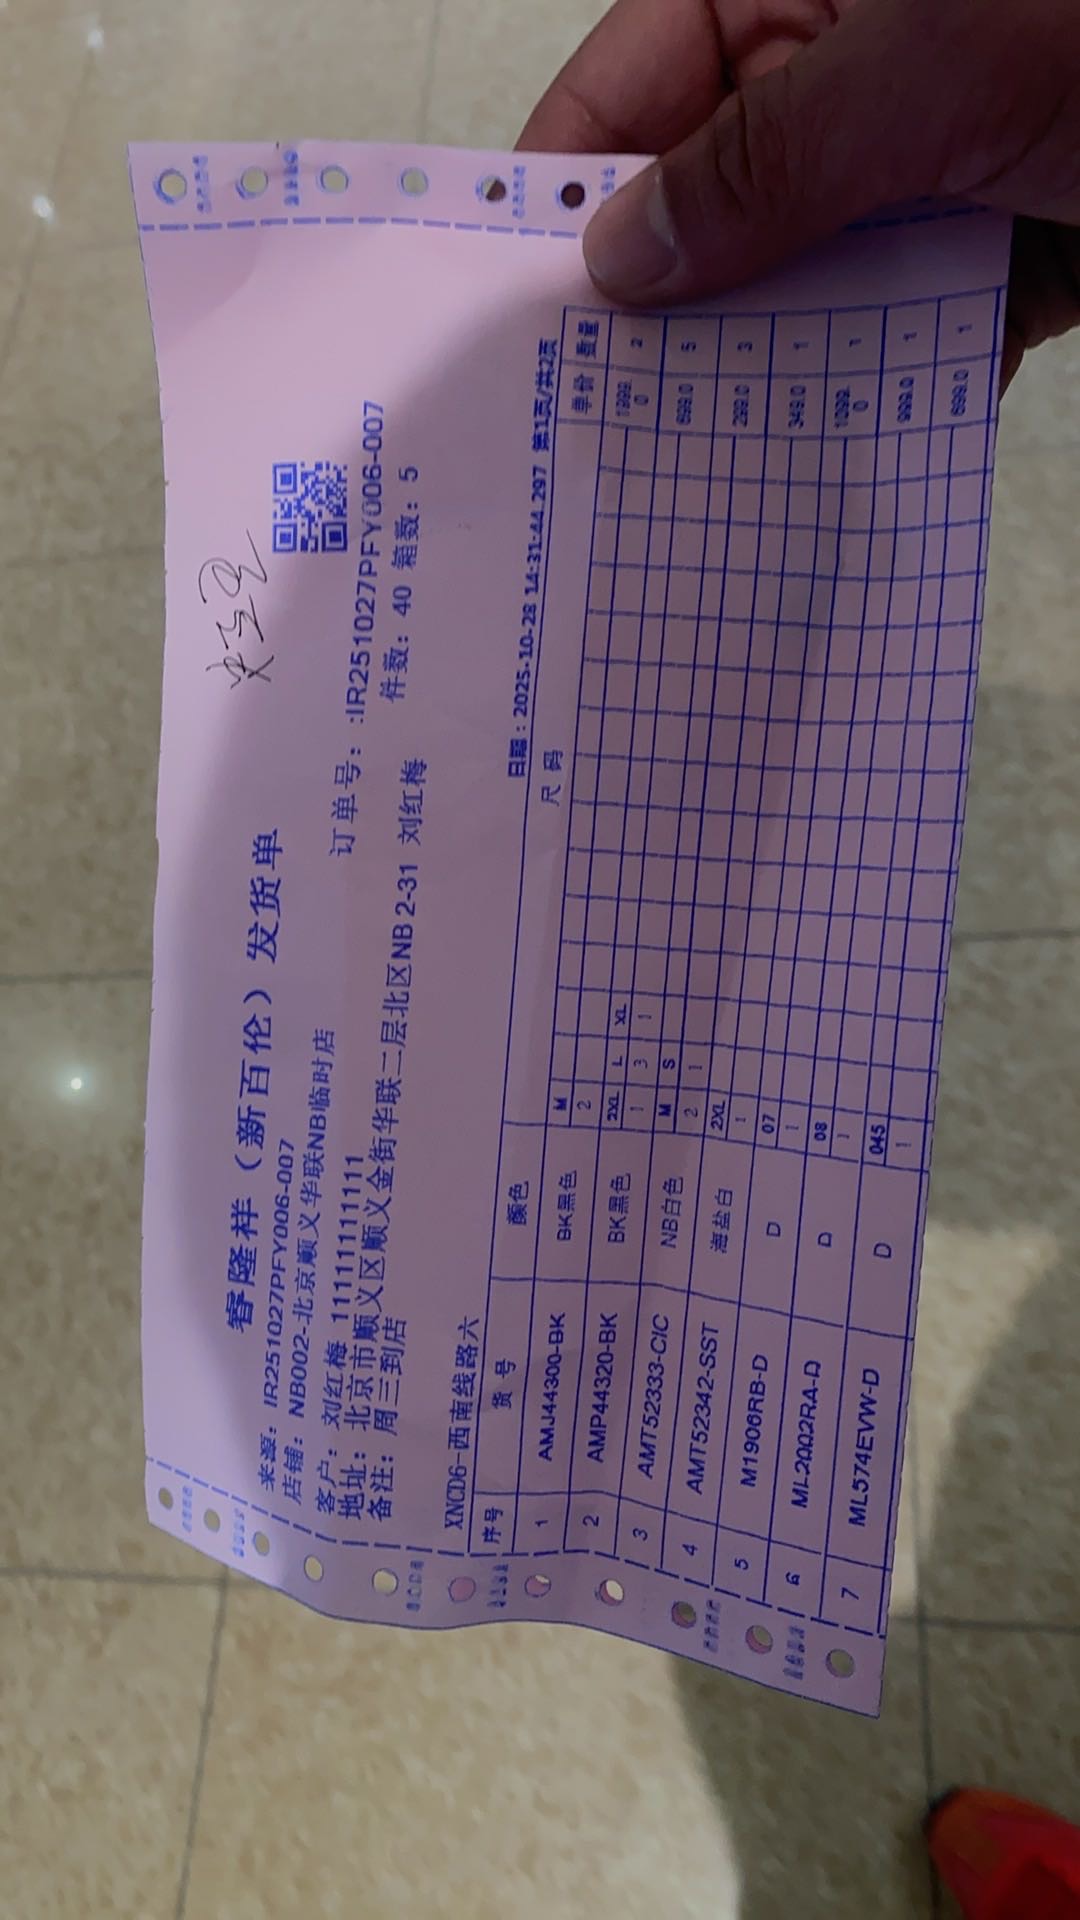 睿隆祥（新百伦）发货单
来源：IR251027PFY006-007
店铺：NB002-北京顺义华联NB临时店
订单号：:IR251027PFY006-007
客户：刘红梅 11111111111
件数：40 箱数：5
地址：北京市顺义区顺义金街华联二层北区NB 2-31 刘红梅
备注：周三到店
XNCD6-西南线路六
日期：2025-10-28 14:31:44.297 第1页/共2页
序号 货号 颜色 尺码 单价 数量
1 AMJ44300-BK BK黑色 M 1999.0 2
2
2 AMP44320-BK BK黑色 2XL L XL 699.0 5
1 3 1
3 AMT52333-CIC NB白色 M S 299.0 3
2 1
4 AMT52342-SST 海盐白 2XL 349.0 1
1
5 M1906RB-D D 07 1099.0 1
1
6 ML2002RA-D D 08 999.0 1
1
7 ML574EVW-D D 045 699.0 1
1